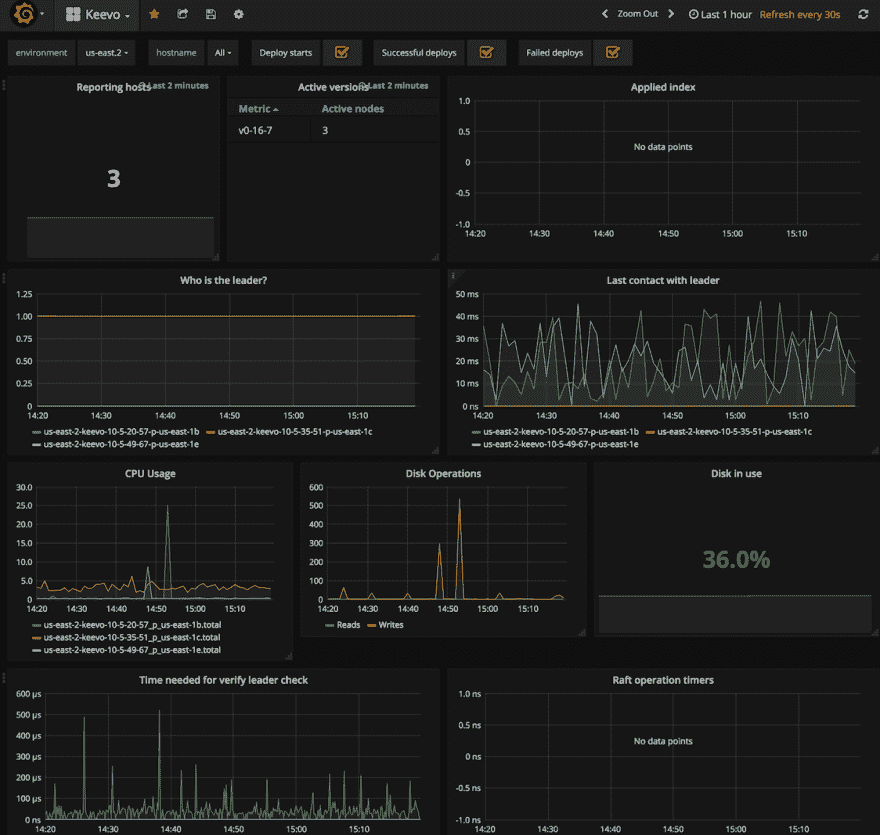 Keevo
Zoom Out
Last 1 hour
Refresh every 30s
environment
us-east.2
hostname
All
Deploy starts
Successful deploys
Failed deploys
Reporting hosts
Last 2 minutes
Active versions
Last 2 minutes
Applied index
Metric
Active nodes
v0-16-7
3
3
1.0
0.5
0
-0.5
-1.0
No data points
14:20
14:30
14:40
14:50
15:00
15:10
Who is the leader?
1.25
1.00
0.75
0.50
0.25
0
14:20
14:30
14:40
14:50
15:00
15:10
us-east-2-keevo-10-5-20-57-p-us-east-1b
us-east-2-keevo-10-5-35-51-p-us-east-1c
us-east-2-keevo-10-5-49-67-p-us-east-1e
Last contact with leader
50 ms
40 ms
30 ms
20 ms
10 ms
0 ns
14:20
14:30
14:40
14:50
15:00
15:10
us-east-2-keevo-10-5-20-57-p-us-east-1b
us-east-2-keevo-10-5-35-51-p-us-east-1c
us-east-2-keevo-10-5-49-67-p-us-east-1e
CPU Usage
30.0
25.0
20.0
15.0
10.0
5.0
0
14:20
14:30
14:40
14:50
15:00
15:10
us-east-2-keevo-10-5-20-57_p_us-east-1b.total
us-east-2-keevo-10-5-35-51_p_us-east-1c.total
us-east-2-keevo-10-5-49-67_p_us-east-1e.total
Disk Operations
600
500
400
300
200
100
0
14:20
14:30
14:40
14:50
15:00
15:10
Reads
Writes
Disk in use
36.0%
Time needed for verify leader check
600 µs
500 µs
400 µs
300 µs
200 µs
100 µs
0 ns
14:20
14:30
14:40
14:50
15:00
15:10
Raft operation timers
1.0 ns
0.5 ns
0 ns
-0.5 ns
-1.0 ns
No data points
14:20
14:30
14:40
14:50
15:00
15:10